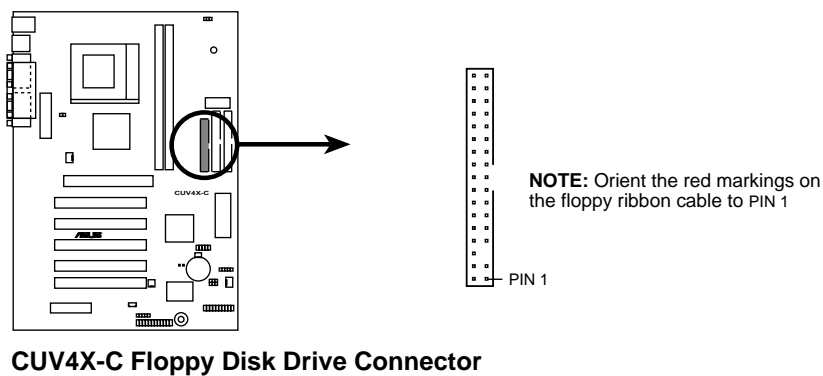 CUV4X-C
ASUS
NOTE: Orient the red markings on
the floppy ribbon cable to PIN 1
PIN 1
CUV4X-C Floppy Disk Drive Connector